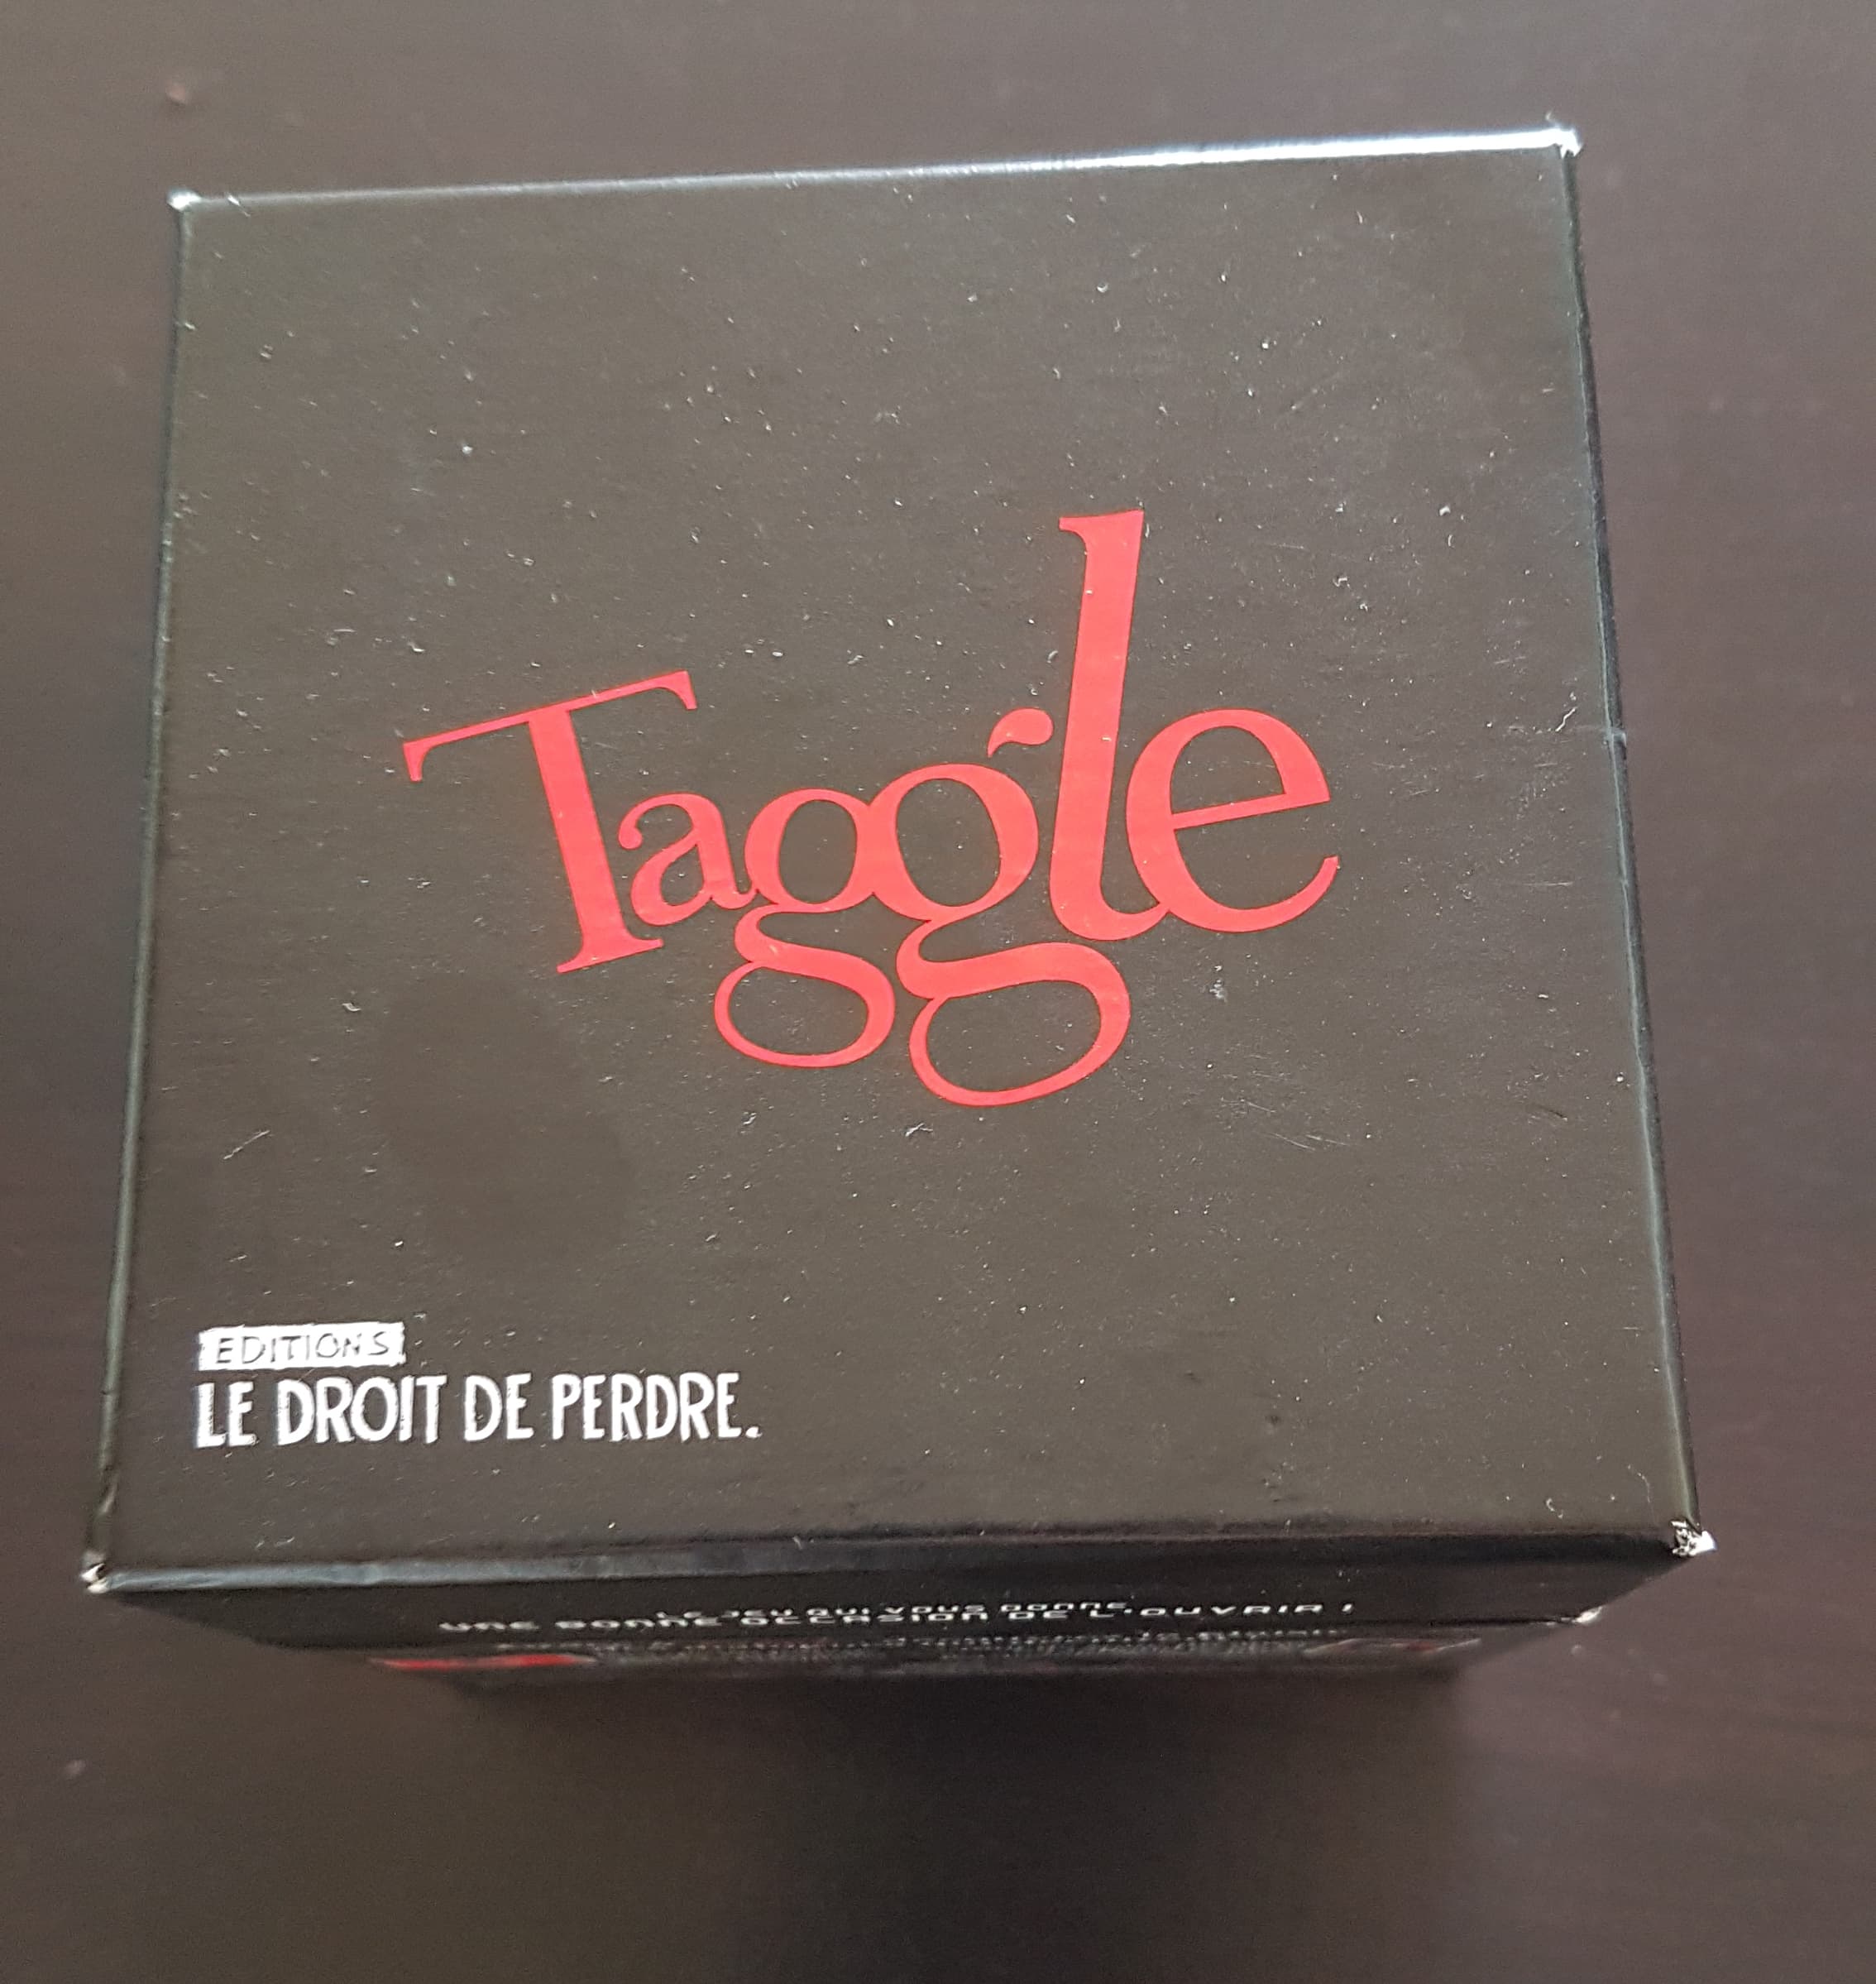 Taggle
EDITIONS
LE DROIT DE PERDRE.
LE JEU QUI VOUS DONNE
UNE BONNE OCCASION DE L'OUVRIR !